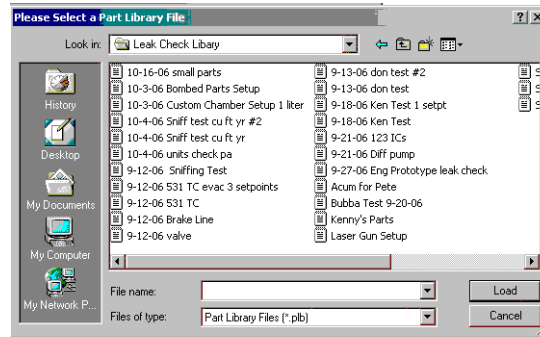 Please Select a Part Library File
Look in: Leak Check Libary
History
Desktop
My Documents
My Computer
My Network P...
10-16-06 small parts
10-3-06 Bombed Parts Setup
10-3-06 Custom Chamber Setup 1 liter
10-4-06 Sniff test cu ft yr #2
10-4-06 Sniff test cu ft yr
10-4-06 units check pa
9-12-06 Sniffing Test
9-12-06 531 TC evac 3 setpoints
9-12-06 531 TC
9-12-06 Brake Line
9-12-06 valve
9-13-06 don test #2
9-13-06 don test
9-18-06 Ken Test 1 setpt
9-18-06 Ken Test
9-21-06 123 ICs
9-21-06 Diff pump
9-27-06 Eng Prototype leak check
Acum for Pete
Bubba Test 9-20-06
Kenny's Parts
Laser Gun Setup
File name:
Load
Files of type: Part Library Files (*.plb)
Cancel